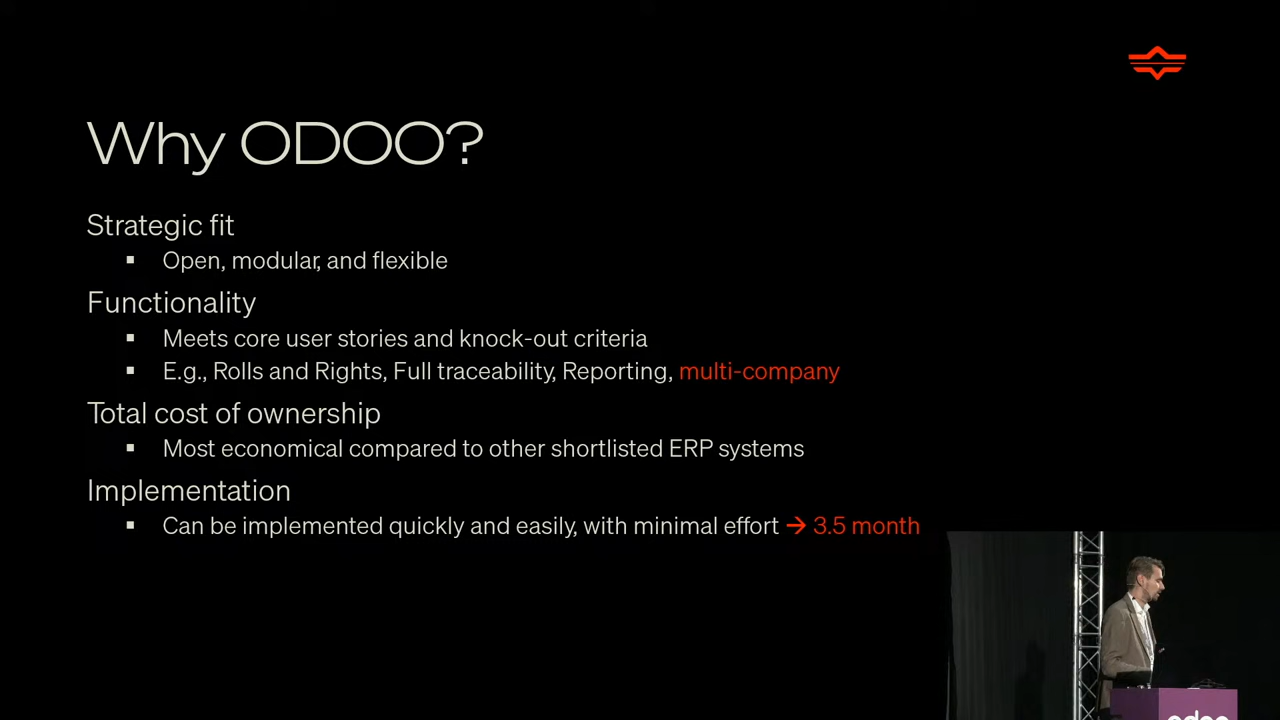 Why ODOO?
Strategic fit
▪ Open, modular, and flexible
Functionality
▪ Meets core user stories and knock-out criteria
▪ E.g., Rolls and Rights, Full traceability, Reporting, multi-company
Total cost of ownership
▪ Most economical compared to other shortlisted ERP systems
Implementation
▪ Can be implemented quickly and easily, with minimal effort → 3.5 month
odoo